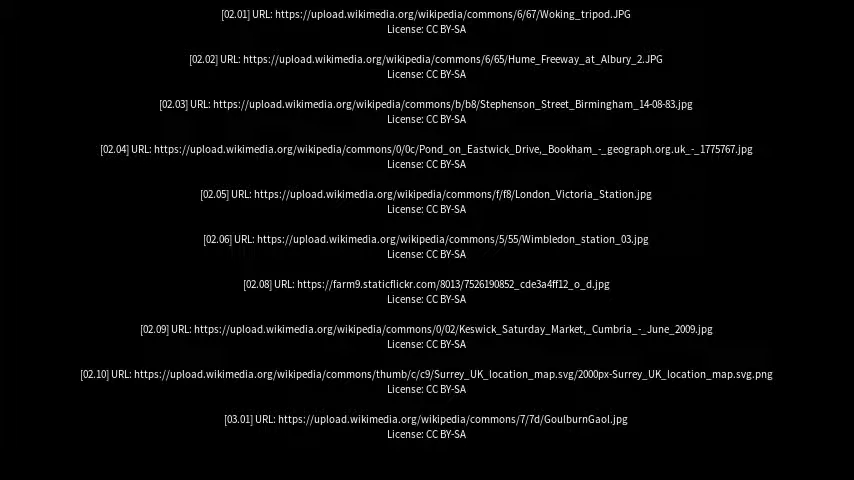 [02.01] URL: https://upload.wikimedia.org/wikipedia/commons/6/67/Woking_tripod.JPG
License: CC BY-SA
[02.02] URL: https://upload.wikimedia.org/wikipedia/commons/6/65/Hume_Freeway_at_Albury_2.JPG
License: CC BY-SA
[02.03] URL: https://upload.wikimedia.org/wikipedia/commons/b/b8/Stephenson_Street_Birmingham_14-08-83.jpg
License: CC BY-SA
[02.04] URL: https://upload.wikimedia.org/wikipedia/commons/0/0c/Pond_on_Eastwick_Drive,_Bookham_-_geograph.org.uk_-_1775767.jpg
License: CC BY-SA
[02.05] URL: https://upload.wikimedia.org/wikipedia/commons/f/f8/London_Victoria_Station.jpg
License: CC BY-SA
[02.06] URL: https://upload.wikimedia.org/wikipedia/commons/5/55/Wimbledon_station_03.jpg
License: CC BY-SA
[02.08] URL: https://farm9.staticflickr.com/8013/7526190852_cde3a4ff12_o_d.jpg
License: CC BY-SA
[02.09] URL: https://upload.wikimedia.org/wikipedia/commons/0/02/Keswick_Saturday_Market,_Cumbria_-_June_2009.jpg
License: CC BY-SA
[02.10] URL: https://upload.wikimedia.org/wikipedia/commons/thumb/c/c9/Surrey_UK_location_map.svg/2000px-Surrey_UK_location_map.svg.png
License: CC BY-SA
[03.01] URL: https://upload.wikimedia.org/wikipedia/commons/7/7d/GoulburnGaol.jpg
License: CC BY-SA